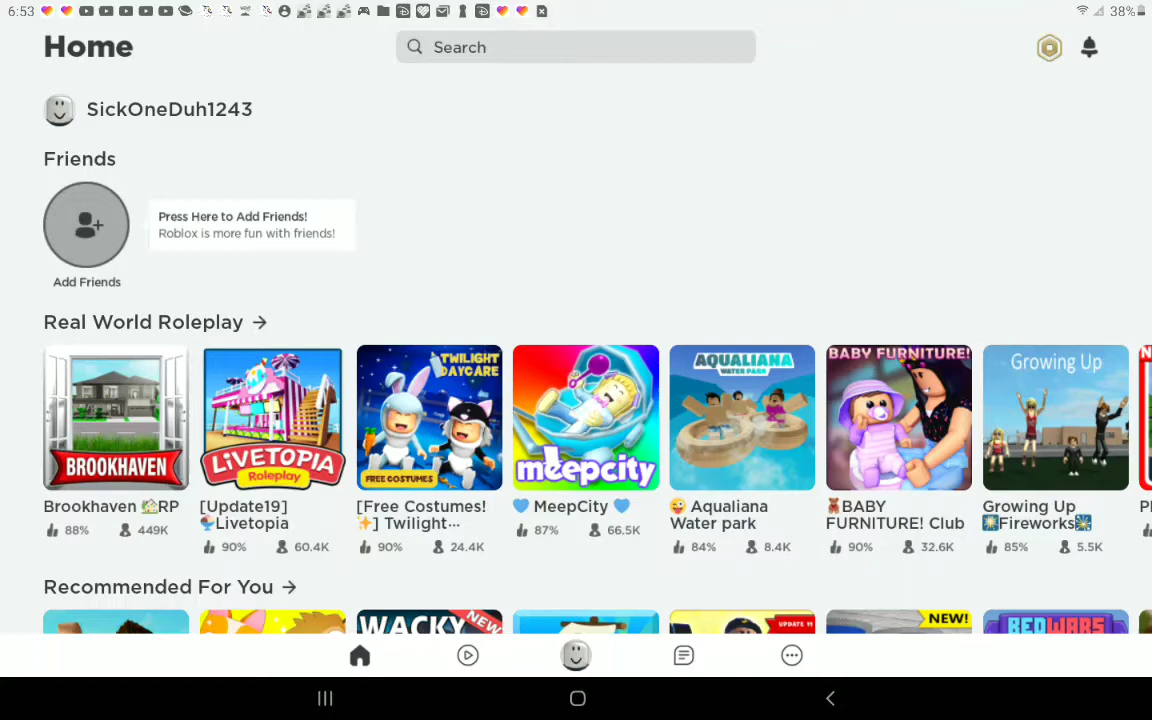 6:53
38%
Home
Search
SickOneDuh1243
Friends
Press Here to Add Friends!
Roblox is more fun with friends!
Add Friends
Real World Roleplay →
BROOKHAVEN
LIVETOPIA
Roleplay
TWILIGHT
DAYCARE
FREE COSTUMES
meepcity
AQUALIANA
WATER PARK
BABY FURNITURE!
Growing Up
Brookhaven 🏡RP
88% 449K
[Update19]
🍨Livetopia
90% 60.4K
[Free Costumes!
✨] Twilight...
90% 24.4K
💙 MeepCity 💙
87% 66.5K
😜 Aqualiana
Water park
84% 8.4K
🧸BABY
FURNITURE! Club
90% 32.6K
Growing Up
🎆Fireworks🎆
85% 5.5K
Recommended For You →
WACKY
NEW
UPDATE 11
NEW!
BEDWARS